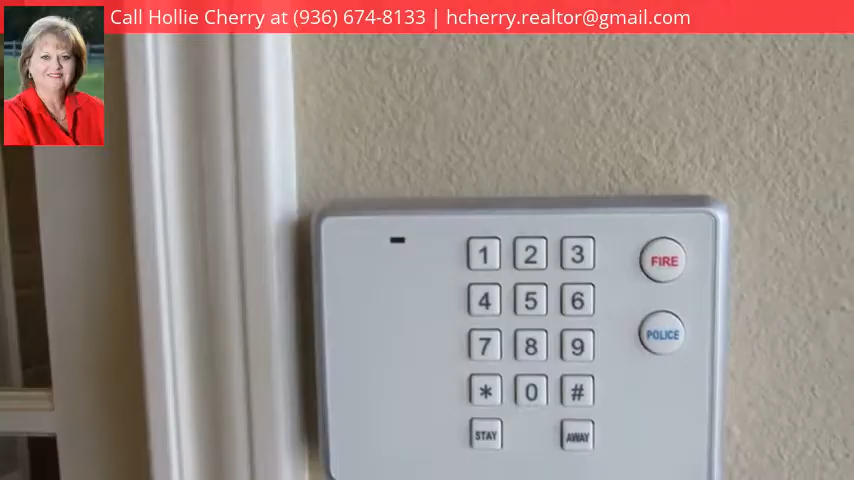 Call Hollie Cherry at (936) 674-8133 | hcherry.realtor@gmail.com
1 2 3 FIRE
4 5 6
7 8 9 POLICE
* 0 #
STAY AWAY